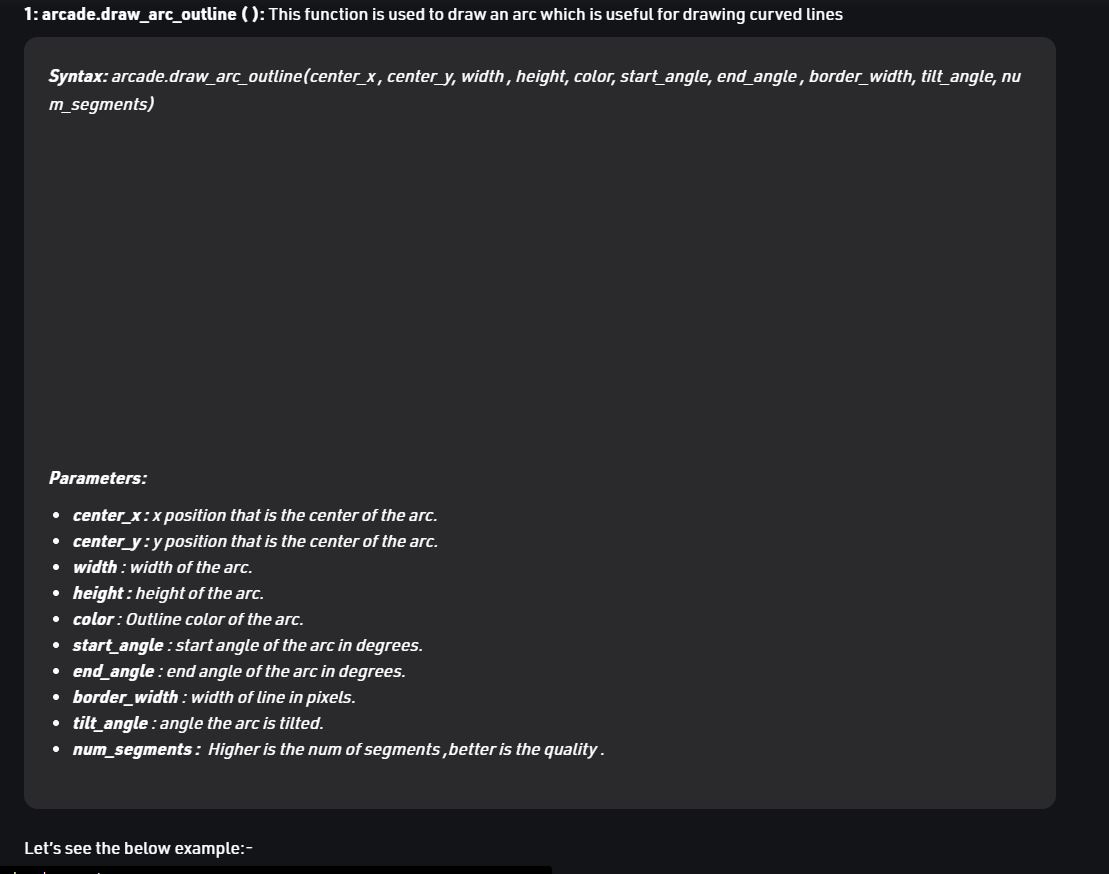 1: arcade.draw_arc_outline ( ): This function is used to draw an arc which is useful for drawing curved lines
Syntax: arcade.draw_arc_outline(center_x , center_y, width , height, color, start_angle, end_angle , border_width, tilt_angle, nu
m_segments)
Parameters:
• center_x : x position that is the center of the arc.
• center_y : y position that is the center of the arc.
• width : width of the arc.
• height : height of the arc.
• color : Outline color of the arc.
• start_angle : start angle of the arc in degrees.
• end_angle : end angle of the arc in degrees.
• border_width : width of line in pixels.
• tilt_angle : angle the arc is tilted.
• num_segments : Higher is the num of segments ,better is the quality .
Let's see the below example:-